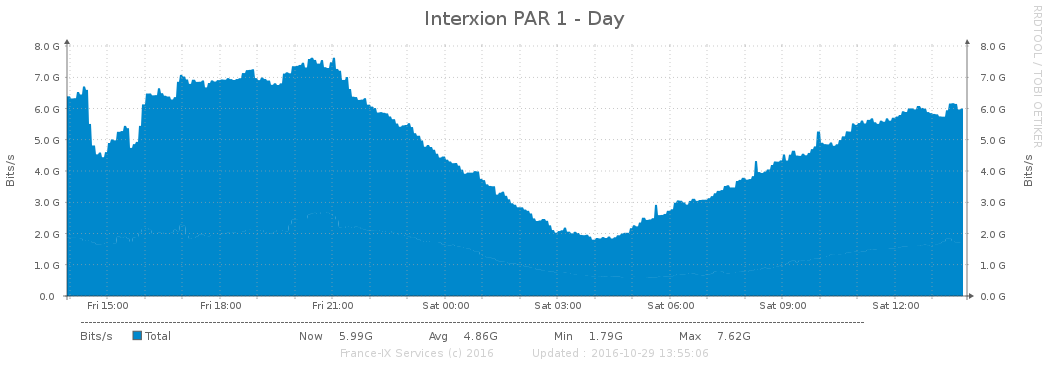 Interxion PAR 1 - Day
RRDTOOL / TOBI OETIKER
Bits/s
8.0 G 8.0 G
7.0 G 7.0 G
6.0 G 6.0 G
5.0 G 5.0 G
4.0 G 4.0 G
3.0 G 3.0 G
2.0 G 2.0 G
1.0 G 1.0 G
0.0 0.0 G
Bits/s
Fri 15:00 Fri 18:00 Fri 21:00 Sat 00:00 Sat 03:00 Sat 06:00 Sat 09:00 Sat 12:00
Bits/s Total Now 5.99G Avg 4.86G Min 1.79G Max 7.62G
France-IX Services (c) 2016 Updated : 2016-10-29 13:55:06